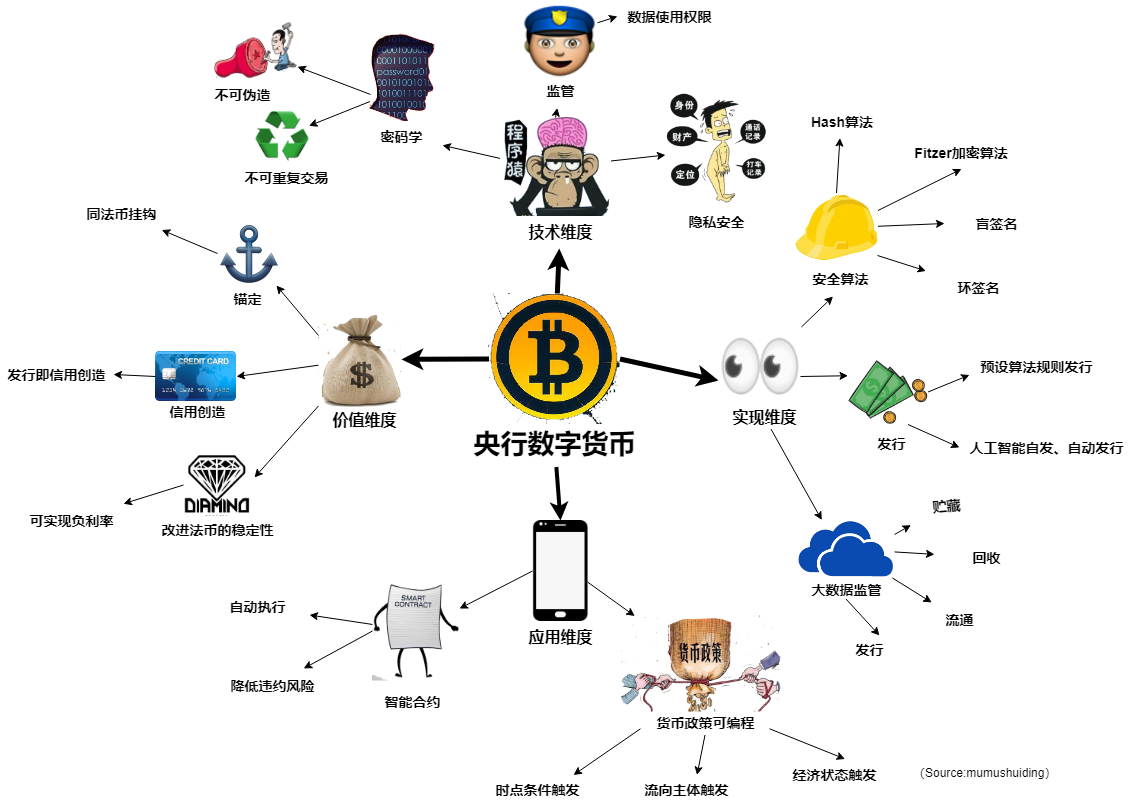 数据使用权限
监管
不可伪造
0000100000
0001101011
password01
0010100101
1010011101
1010010010
密码学
不可重复交易
程序猿
身份
财产
定位
通话记录
打车记录
隐私安全
技术维度
Hash算法
Fitzer加密算法
盲签名
环签名
安全算法
同法币挂钩
锚定
发行即信用创造
CREDIT CARD
信用创造
$
价值维度
DIAMIND
改进法币的稳定性
可实现负利率
央行数字货币
实现维度
预设算法规则发行
发行
人工智能自发、自动发行
贮藏
回收
大数据监管
流通
发行
应用维度
自动执行
SMART
CONTRACT
降低违约风险
智能合约
货币政策
货币政策可编程
时点条件触发
流向主体触发
经济状态触发
（Source:mumushuiding）